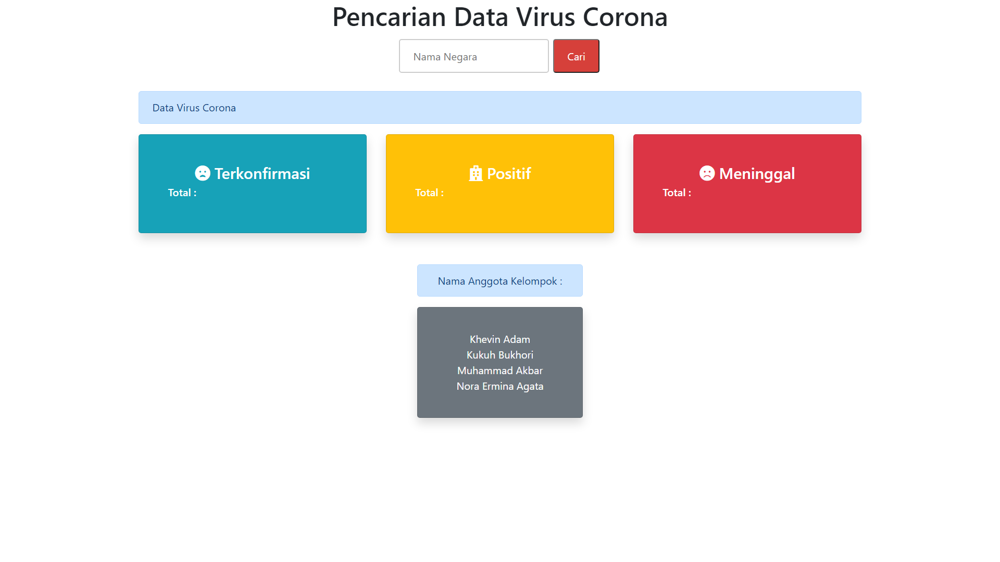 Pencarian Data Virus Corona
Nama Negara
Cari
Data Virus Corona
Terkonfirmasi
Total :
Positif
Total :
Meninggal
Total :
Nama Anggota Kelompok :
Khevin Adam
Kukuh Bukhori
Muhammad Akbar
Nora Ermina Agata